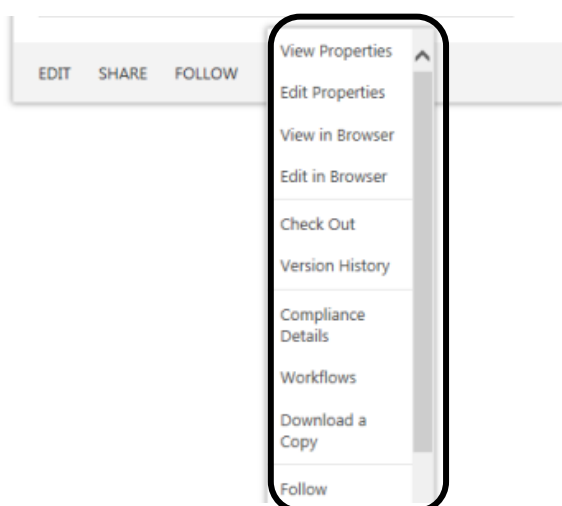 View Properties
EDIT SHARE FOLLOW
Edit Properties
View in Browser
Edit in Browser
Check Out
Version History
Compliance
Details
Workflows
Download a
Copy
Follow